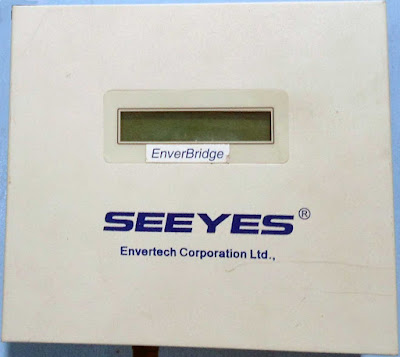 EnverBridge
SEEYES®
Envertech Corporation Ltd.,